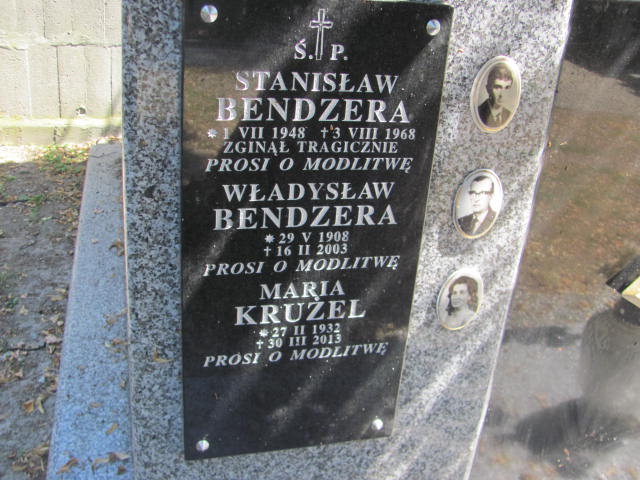 Ś. P.
STANISŁAW
BENDZERA
* 1 VII 1948 † 3 VIII 1968
ZGINĄŁ TRAGICZNIE
PROSI O MODLITWĘ
WŁADYSŁAW
BENDZERA
* 29 V 1908
† 16 II 2003
PROSI O MODLITWĘ
MARIA
KRUŻEL
* 27 II 1932
† 30 III 2013
PROSI O MODLITWĘ